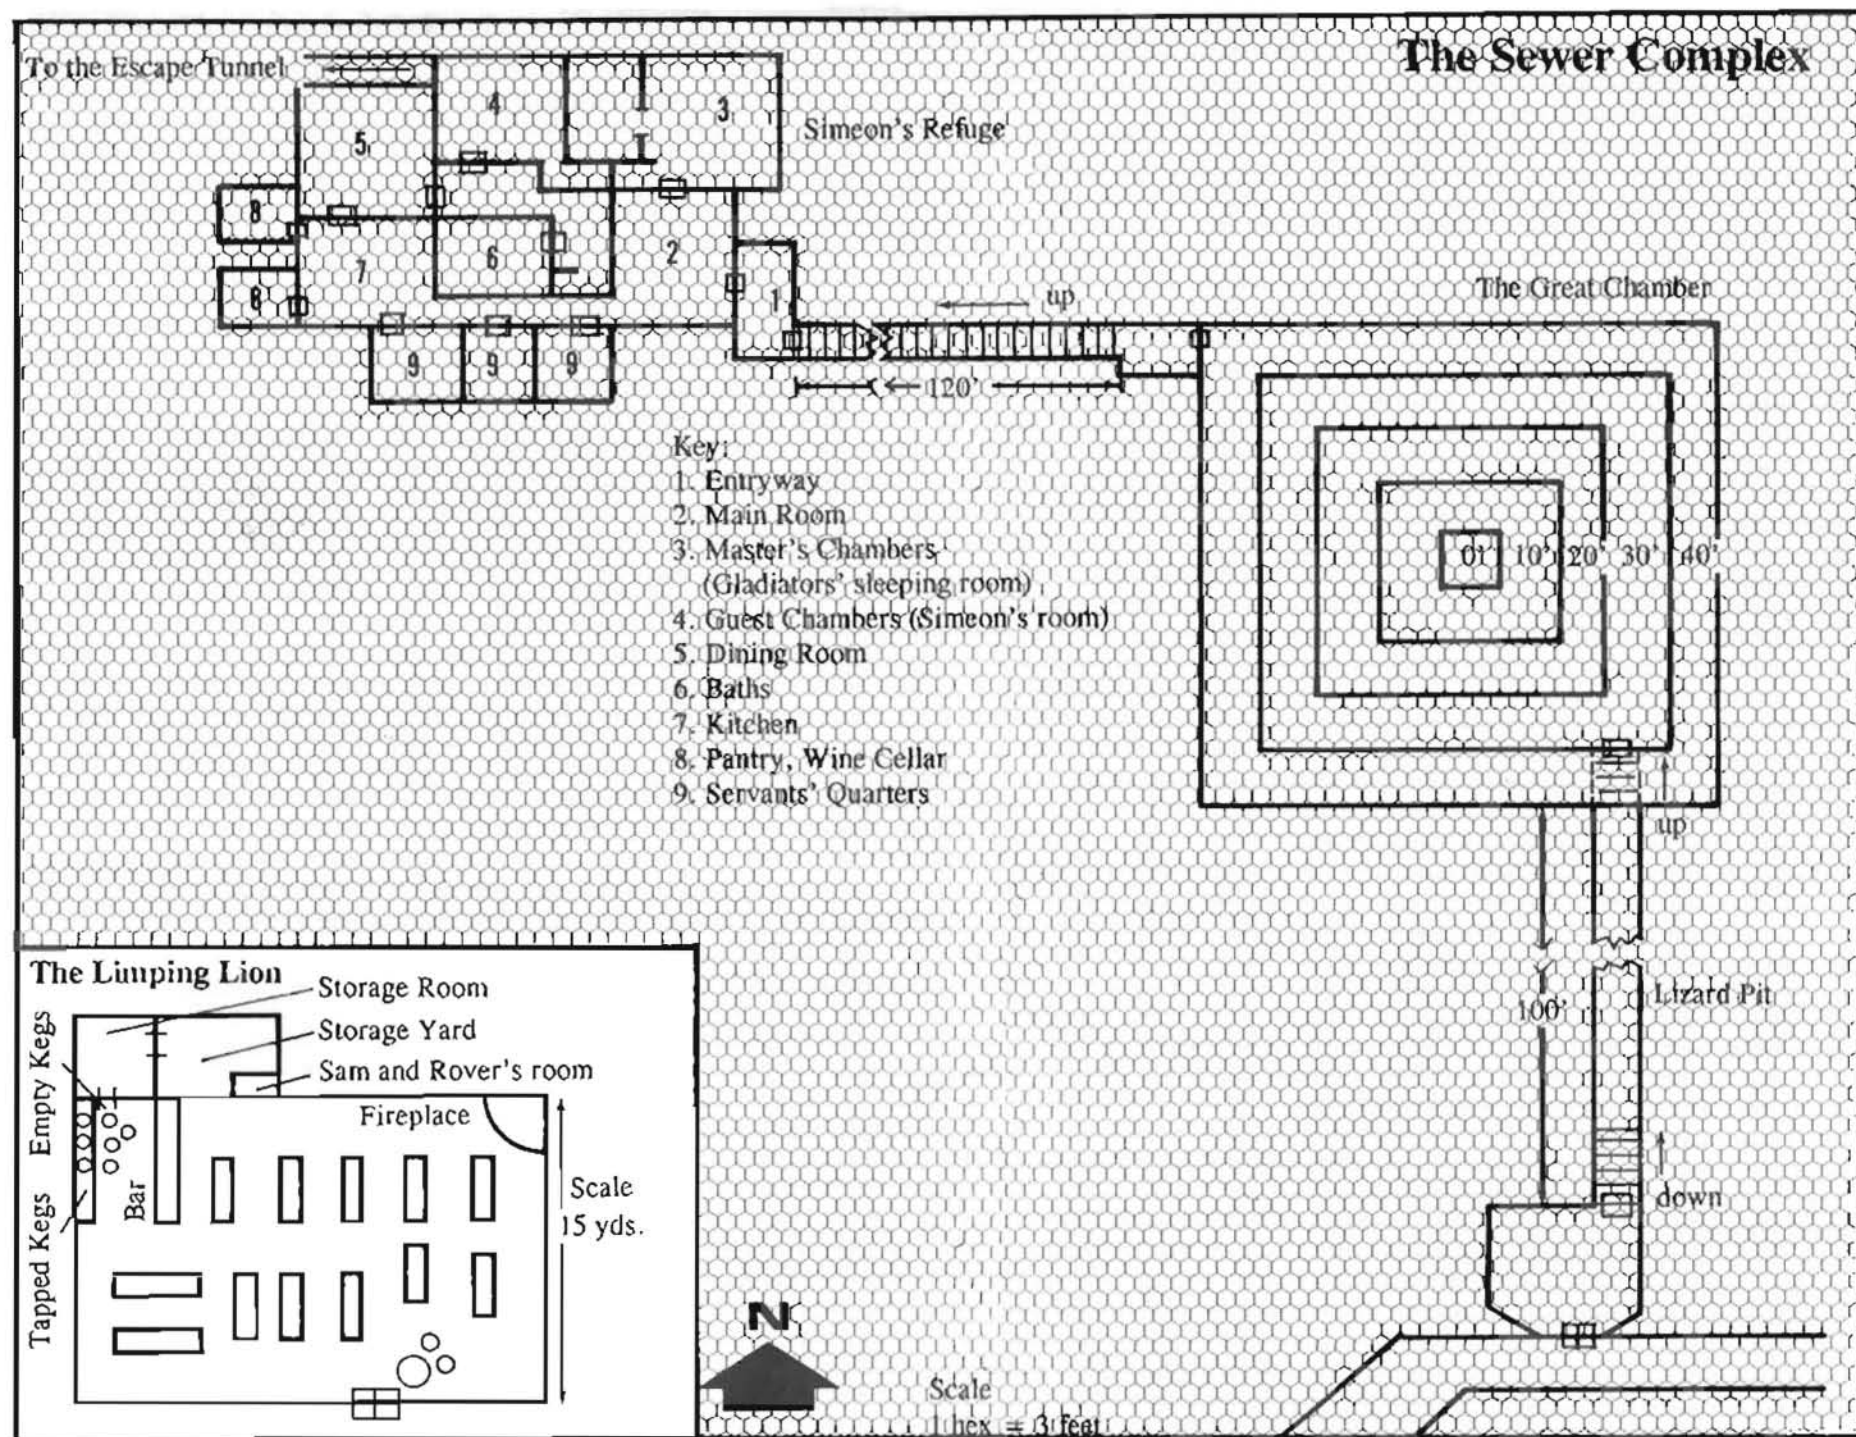 The Sewer Complex
To the Escape Tunnel
4
3
5
Simeon's Refuge
8
7
6
2
8
1
up
The Great Chamber
9
9
9
120'
Key:
1. Entryway
2. Main Room
3. Master's Chambers
(Gladiators' sleeping room)
4. Guest Chambers (Simeon's room)
5. Dining Room
6. Baths
7. Kitchen
8. Pantry, Wine Cellar
9. Servants' Quarters
0' 10' 20' 30' 40'
up
Lizard Pit
100'
down
The Limping Lion
Storage Room
Storage Yard
Sam and Rover's room
Fireplace
Empty Kegs
Tapped Kegs
Bar
Scale
15 yds.
N
Scale
1 hex = 3 feet